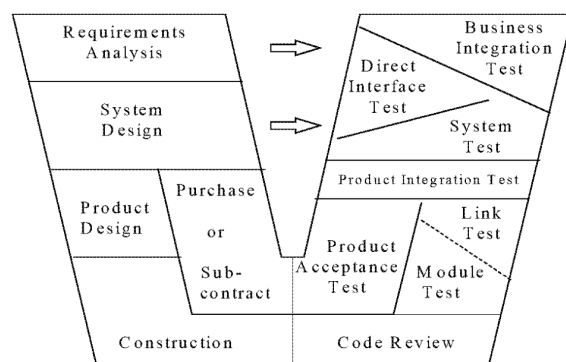 Requirements
Analysis
System
Design
Product
Design
Purchase
or
Sub-
contract
Construction
Business
Integration
Test
Direct
Interface
Test
System
Test
Product Integration Test
Link
Test
Product
Acceptance
Test
Module
Test
Code Review